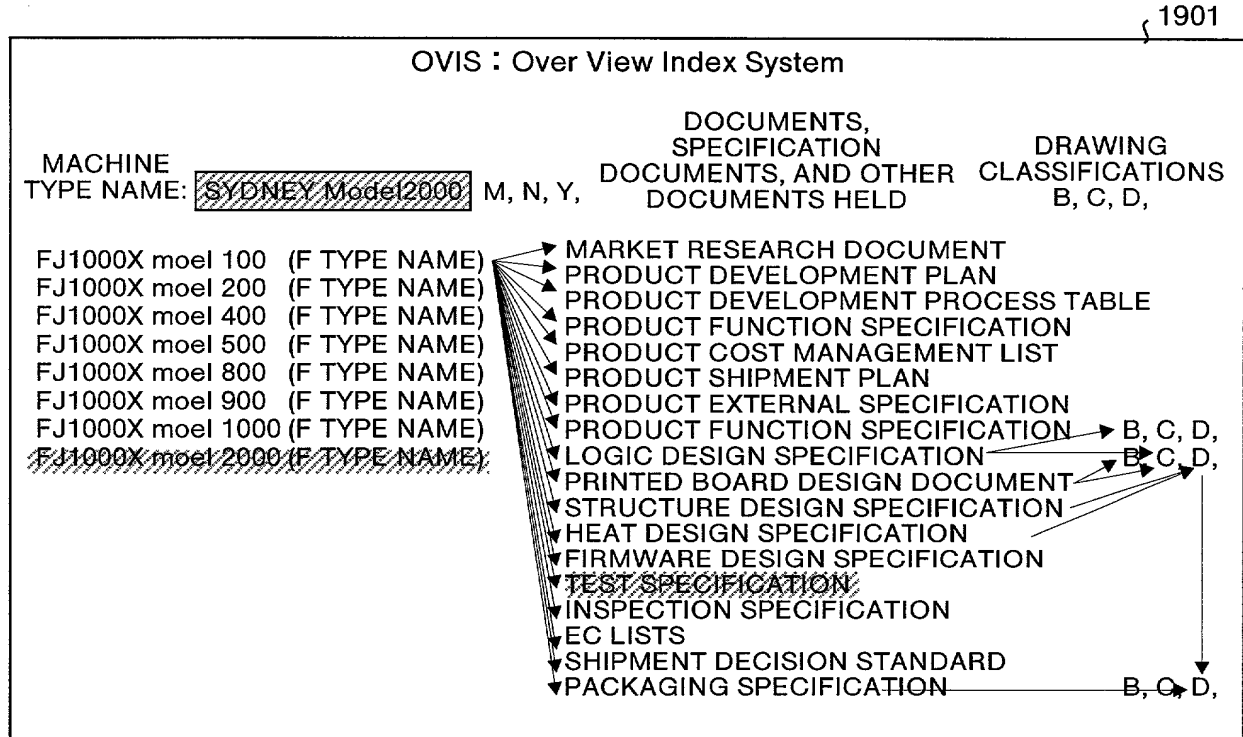 1901
OVIS : Over View Index System
MACHINE
TYPE NAME: SYDNEY Model2000 M, N, Y,
DOCUMENTS,
SPECIFICATION
DOCUMENTS, AND OTHER
DOCUMENTS HELD
DRAWING
CLASSIFICATIONS
B, C, D,
FJ1000X moel 100 (F TYPE NAME)
FJ1000X moel 200 (F TYPE NAME)
FJ1000X moel 400 (F TYPE NAME)
FJ1000X moel 500 (F TYPE NAME)
FJ1000X moel 800 (F TYPE NAME)
FJ1000X moel 900 (F TYPE NAME)
FJ1000X moel 1000 (F TYPE NAME)
FJ1000X moel 2000 (F TYPE NAME)
MARKET RESEARCH DOCUMENT
PRODUCT DEVELOPMENT PLAN
PRODUCT DEVELOPMENT PROCESS TABLE
PRODUCT FUNCTION SPECIFICATION
PRODUCT COST MANAGEMENT LIST
PRODUCT SHIPMENT PLAN
PRODUCT EXTERNAL SPECIFICATION
PRODUCT FUNCTION SPECIFICATION B, C, D,
LOGIC DESIGN SPECIFICATION B, C, D,
PRINTED BOARD DESIGN DOCUMENT
STRUCTURE DESIGN SPECIFICATION
HEAT DESIGN SPECIFICATION
FIRMWARE DESIGN SPECIFICATION
TEST SPECIFICATION
INSPECTION SPECIFICATION
EC LISTS
SHIPMENT DECISION STANDARD
PACKAGING SPECIFICATION B, C, D,